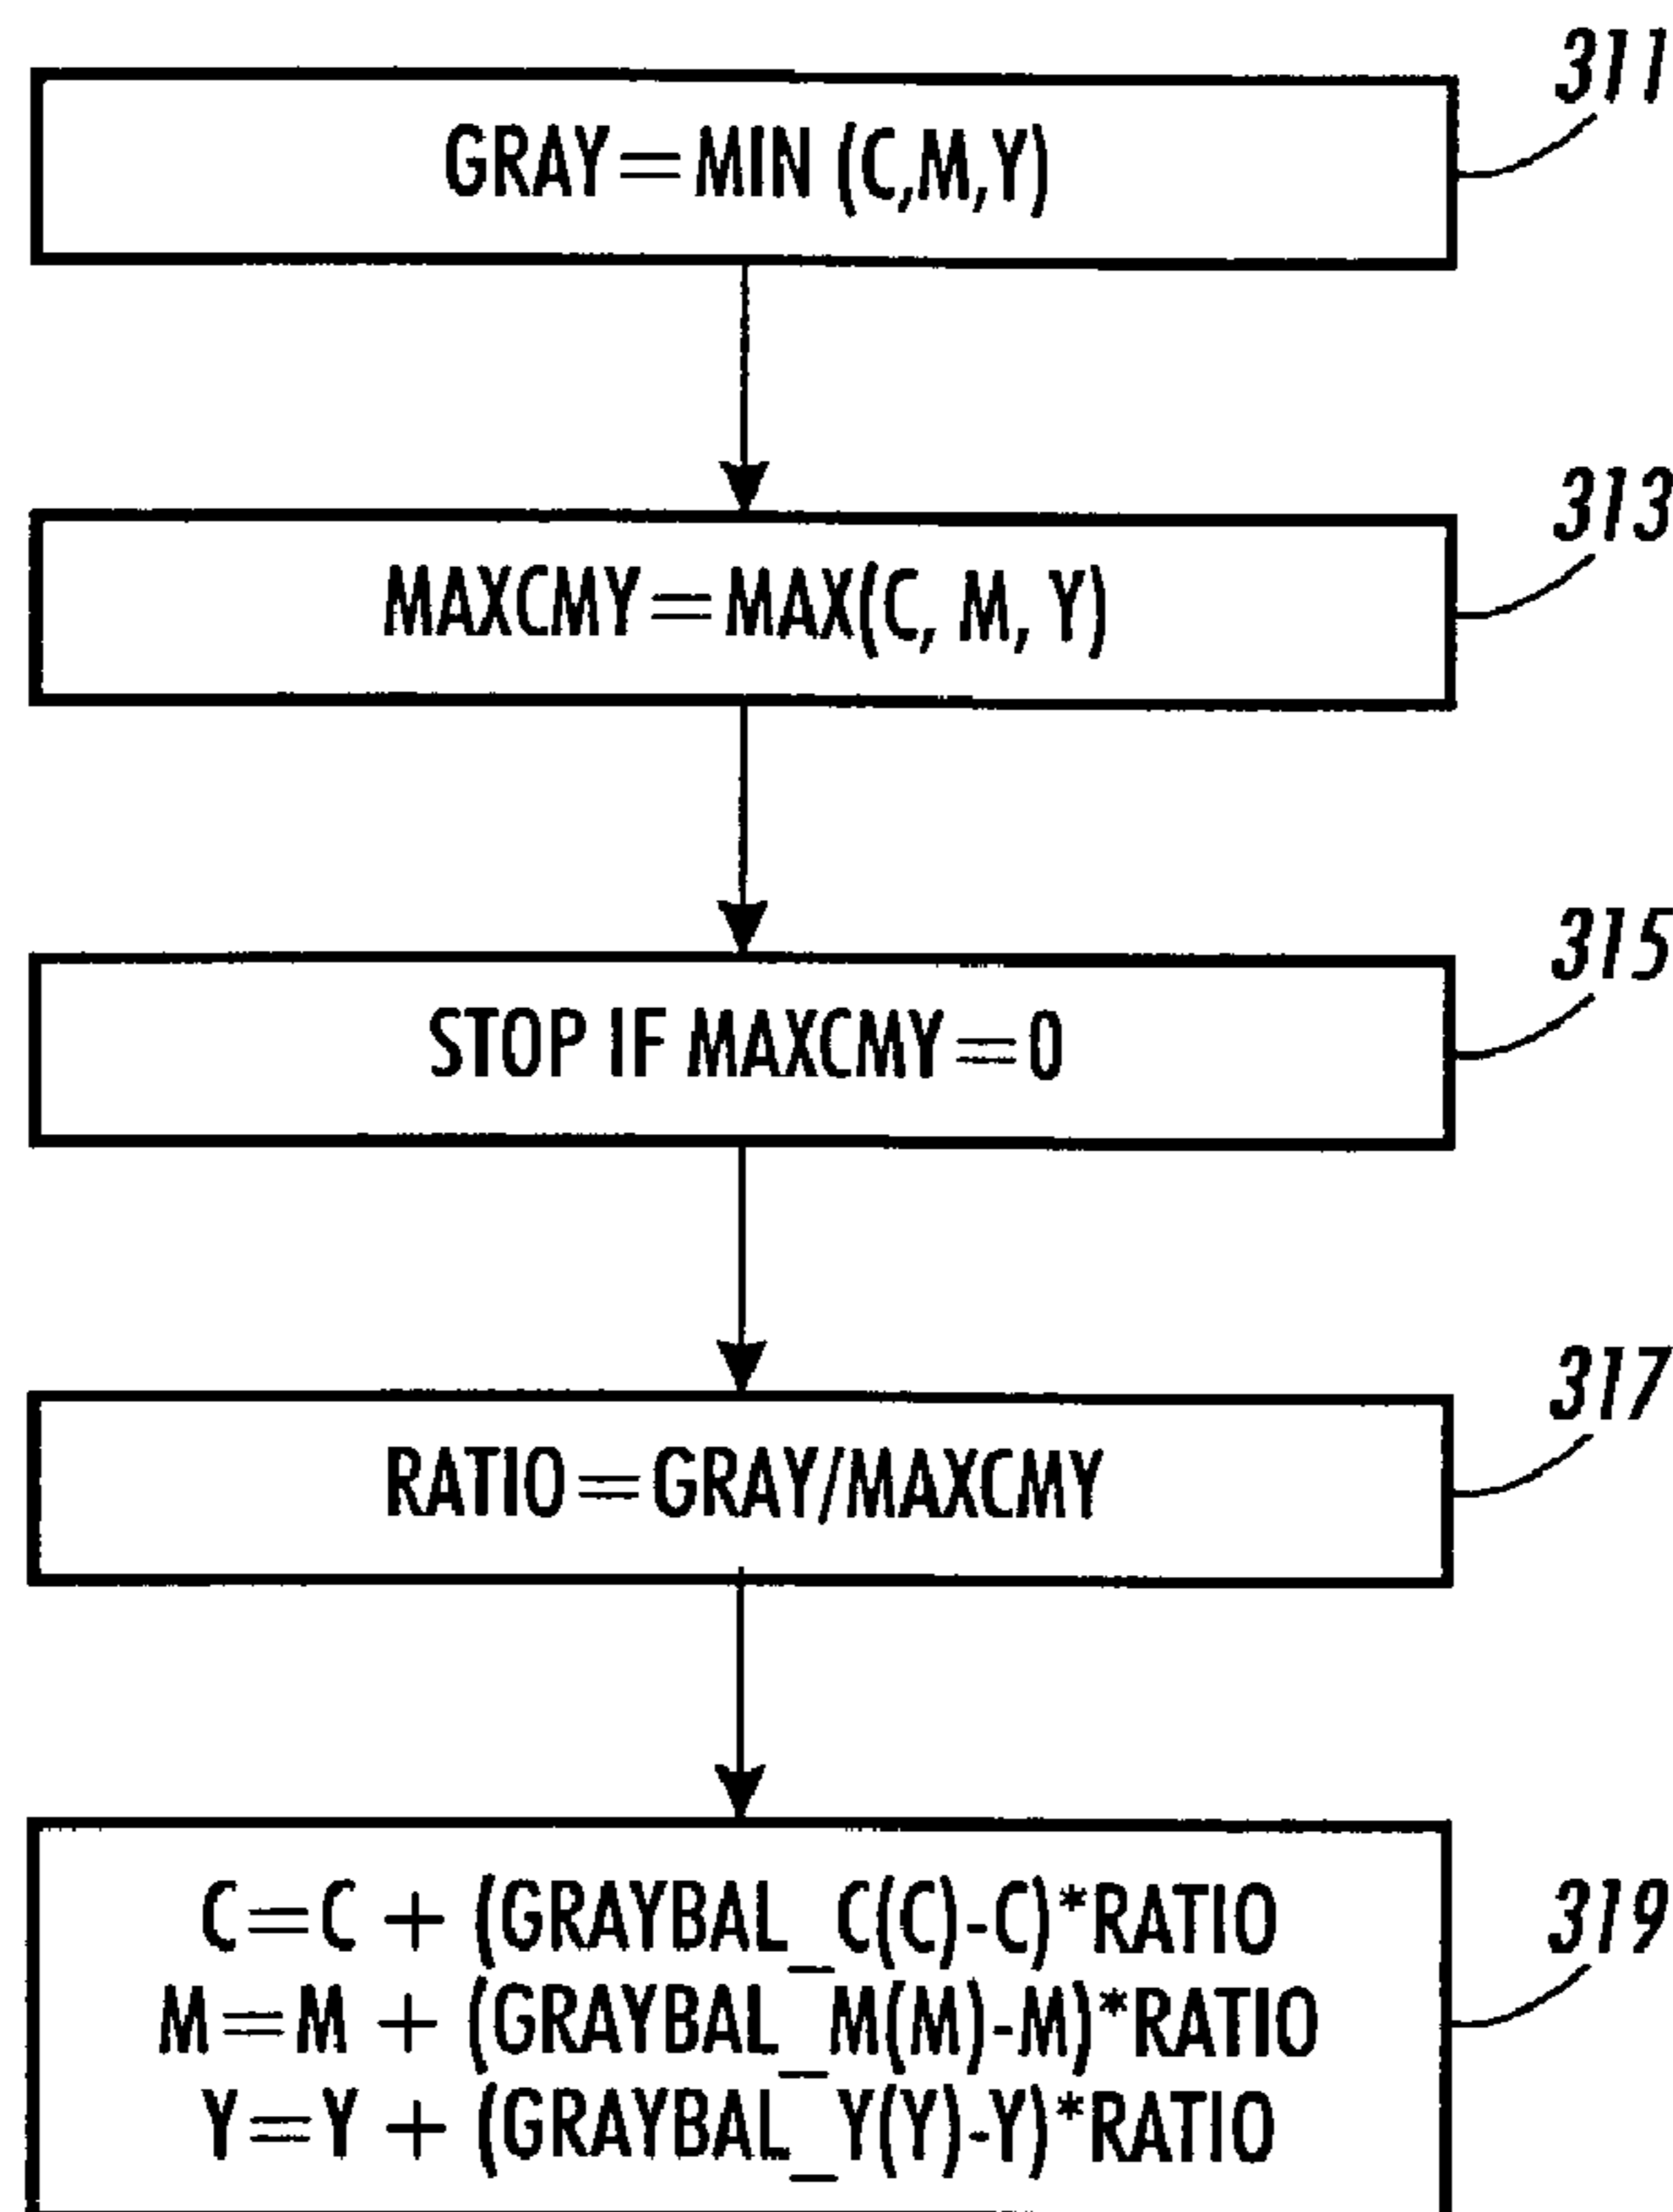 311
GRAY=MIN (C,M,Y)
313
MAXCMY=MAX(C, M, Y)
315
STOP IF MAXCMY=0
317
RATIO=GRAY/MAXCMY
319
C=C + (GRAYBAL_C(C)-C)*RATIO
M=M + (GRAYBAL_M(M)-M)*RATIO
Y=Y + (GRAYBAL_Y(Y)-Y)*RATIO